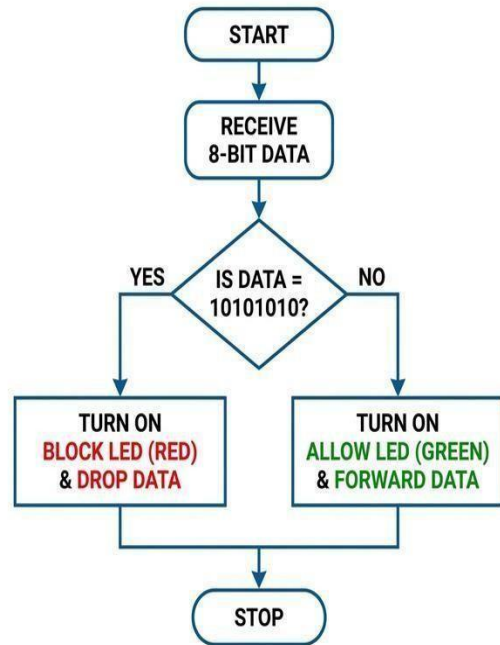 START
RECEIVE
8-BIT DATA
IS DATA =
10101010?
YES
NO
TURN ON
BLOCK LED (RED)
& DROP DATA
TURN ON
ALLOW LED (GREEN)
& FORWARD DATA
STOP